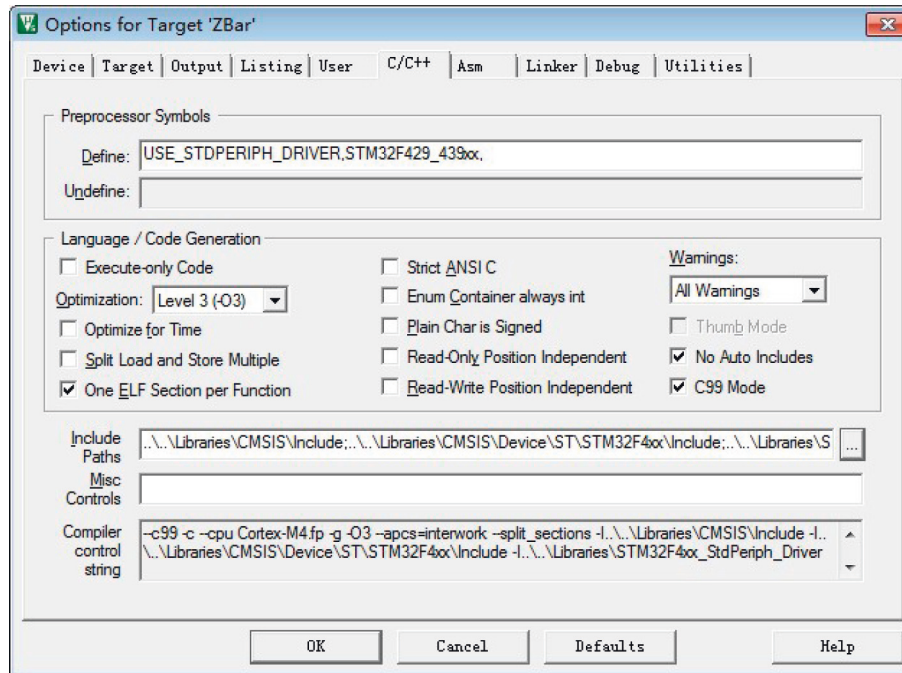 Options for Target 'ZBar'
Device | Target | Output | Listing | User | C/C++ | Asm | Linker | Debug | Utilities
Preprocessor Symbols
Define: USE_STDPERIPH_DRIVER,STM32F429_439xx,
Undefine:
Language / Code Generation
Execute-only Code
Strict ANSI C
Warnings:
Optimization: Level 3 (-O3)
Enum Container always int
All Warnings
Optimize for Time
Plain Char is Signed
Thumb Mode
Split Load and Store Multiple
Read-Only Position Independent
No Auto Includes
One ELF Section per Function
Read-Write Position Independent
C99 Mode
Include Paths
..\..\Libraries\CMSIS\Include;..\..\Libraries\CMSIS\Device\ST\STM32F4xx\Include;..\..\Libraries\S
...
Misc Controls
Compiler control string
--c99 -c --cpu Cortex-M4.fp -g -O3 --apcs=interwork --split_sections -I..\..\Libraries\CMSIS\Include -I..
\..\Libraries\CMSIS\Device\ST\STM32F4xx\Include -I..\..\Libraries\STM32F4xx_StdPeriph_Driver
OK
Cancel
Defaults
Help